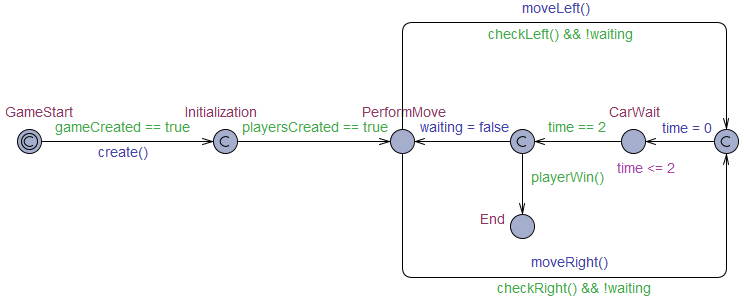 moveLeft()
checkLeft() && !waiting
GameStart
Initialization
PerformMove
CarWait
gameCreated == true
playersCreated == true
waiting = false
time == 2
time = 0
C
C
C
C
create()
time <= 2
playerWin()
End
moveRight()
checkRight() && !waiting